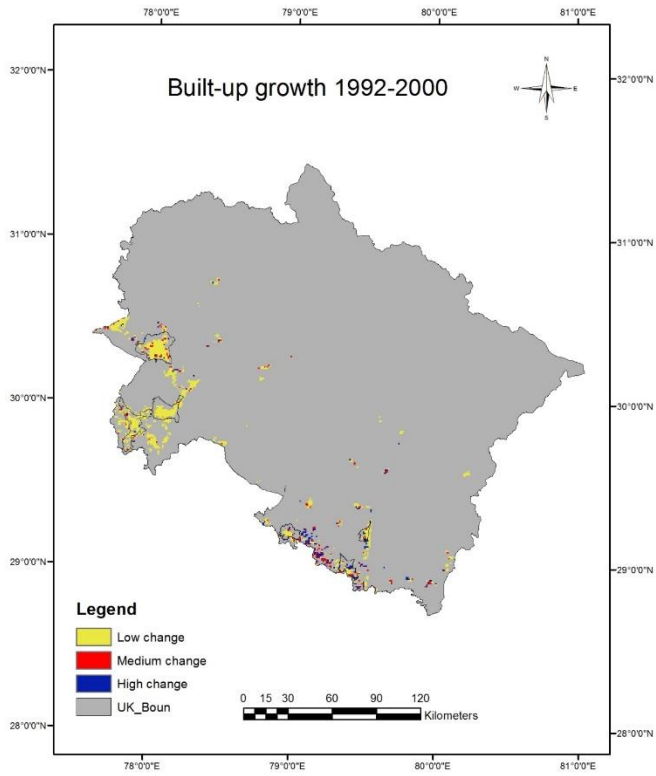 78°0'0"E 79°0'0"E 80°0'0"E 81°0'0"E
32°0'0"N
32°0'0"N
Built-up growth 1992-2000
N
W E
S
31°0'0"N
31°0'0"N
30°0'0"N
30°0'0"N
29°0'0"N
29°0'0"N
Legend
Low change
Medium change
High change
UK_Boun
0 15 30 60 90 120
Kilometers
28°0'0"N
28°0'0"N
78°0'0"E 79°0'0"E 80°0'0"E 81°0'0"E